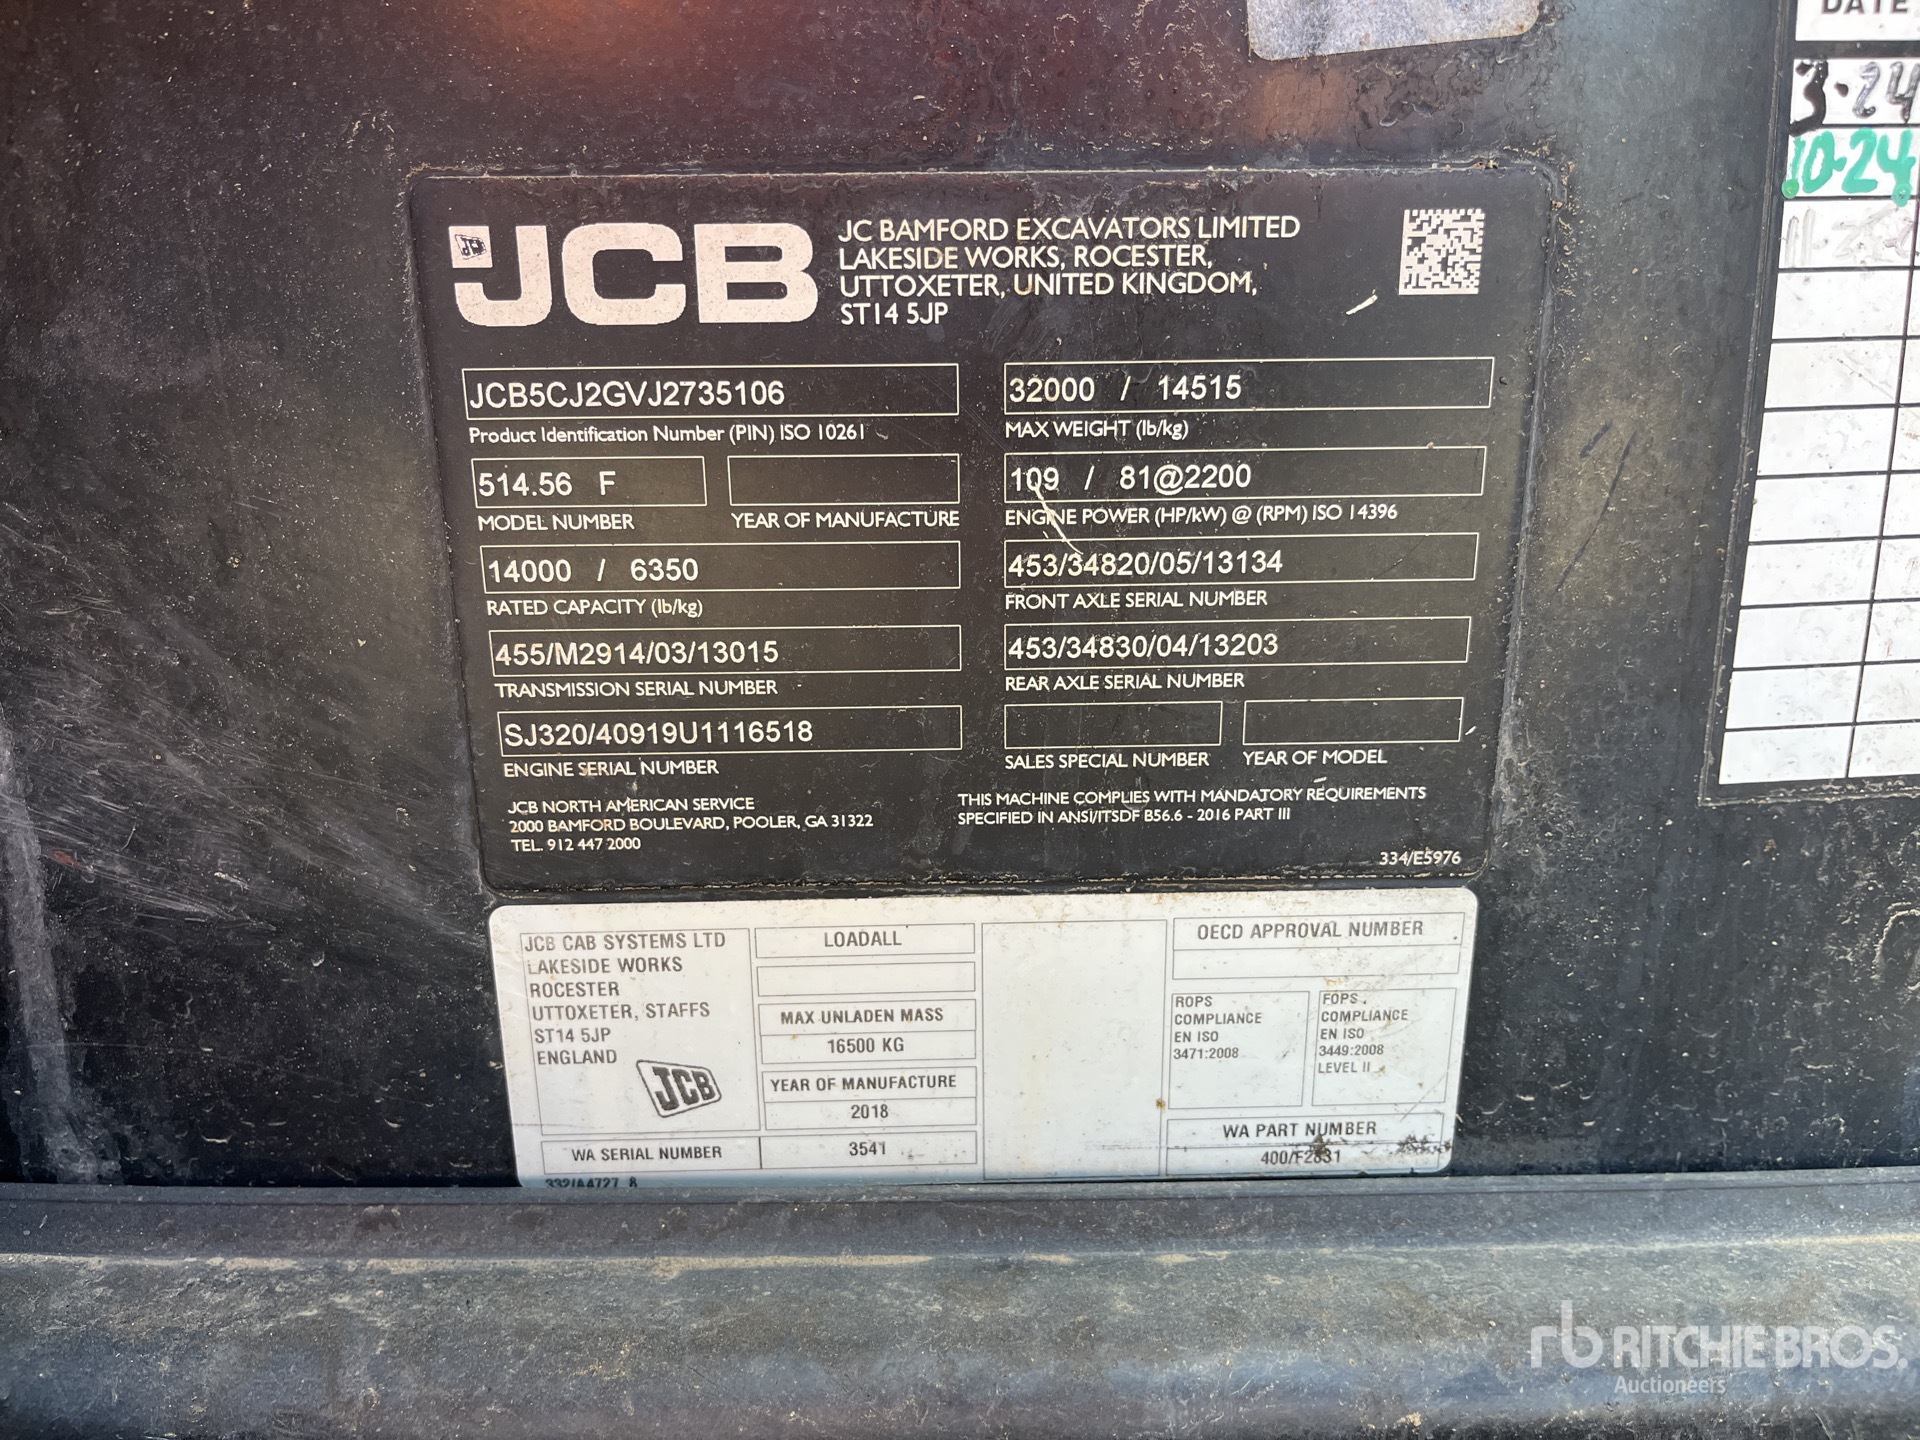 DATE
3-24
10-24
JCB
JC BAMFORD EXCAVATORS LIMITED
LAKESIDE WORKS, ROCESTER,
UTTOXETER, UNITED KINGDOM,
ST14 5JP
JCB5CJ2GVJ2735106
Product Identification Number (PIN) ISO 10261
514.56 F
MODEL NUMBER
YEAR OF MANUFACTURE
14000 / 6350
RATED CAPACITY (lb/kg)
455/M2914/03/13015
TRANSMISSION SERIAL NUMBER
SJ320/40919U1116518
ENGINE SERIAL NUMBER
32000 / 14515
MAX WEIGHT (lb/kg)
109 / 81@2200
ENGINE POWER (HP/kW) @ (RPM) ISO 14396
453/34820/05/13134
FRONT AXLE SERIAL NUMBER
453/34830/04/13203
REAR AXLE SERIAL NUMBER
SALES SPECIAL NUMBER
YEAR OF MODEL
JCB NORTH AMERICAN SERVICE
2000 BAMFORD BOULEVARD, POOLER, GA 31322
TEL. 912 447 2000
THIS MACHINE COMPLIES WITH MANDATORY REQUIREMENTS
SPECIFIED IN ANSI/ITSDF B56.6 - 2016 PART III
334/E5976
JCB CAB SYSTEMS LTD
LAKESIDE WORKS
ROCESTER
UTTOXETER, STAFFS
ST14 5JP
ENGLAND
JCB
WA SERIAL NUMBER
3541
332/A4727 8
LOADALL
MAX UNLADEN MASS
16500 KG
YEAR OF MANUFACTURE
2018
OECD APPROVAL NUMBER
ROPS
COMPLIANCE
EN ISO
3471:2008
FOPS
COMPLIANCE
EN ISO
3449:2008
LEVEL II
WA PART NUMBER
400/F2831
rb RITCHIE BROS.
Auctioneers